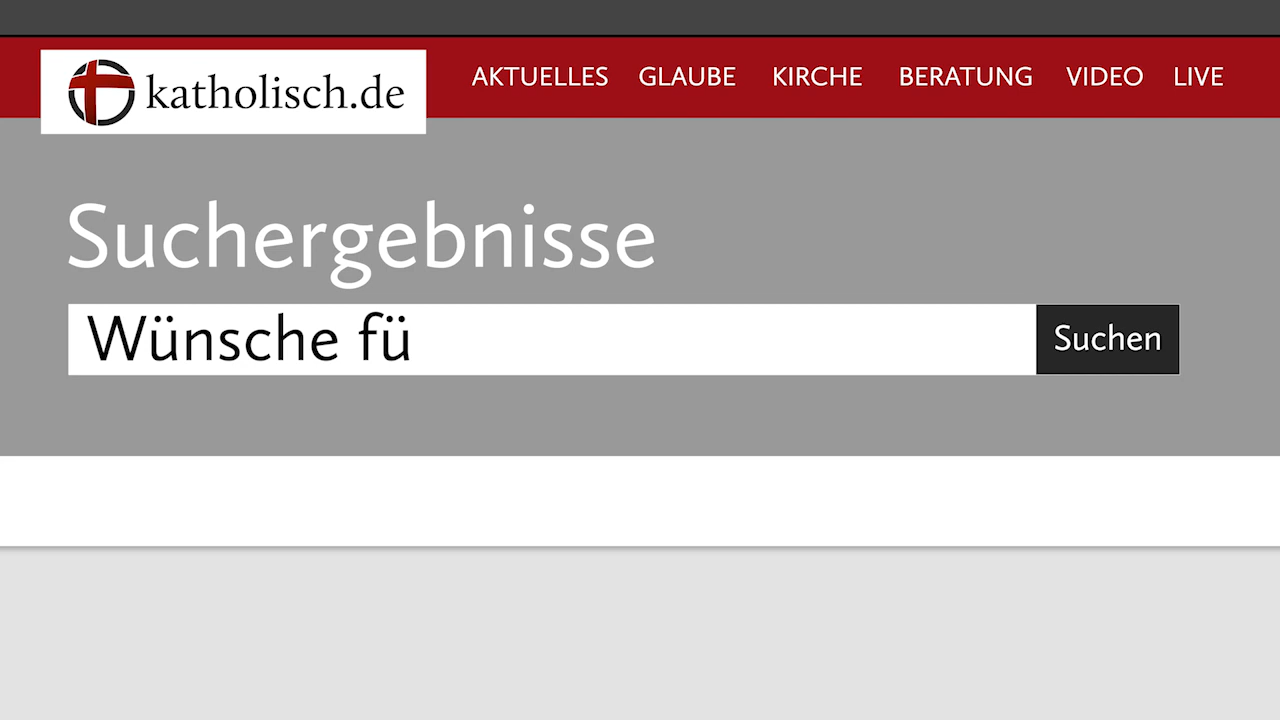 katholisch.de
AKTUELLES GLAUBE KIRCHE BERATUNG VIDEO LIVE
Suchergebnisse
Wünsche fü
Suchen